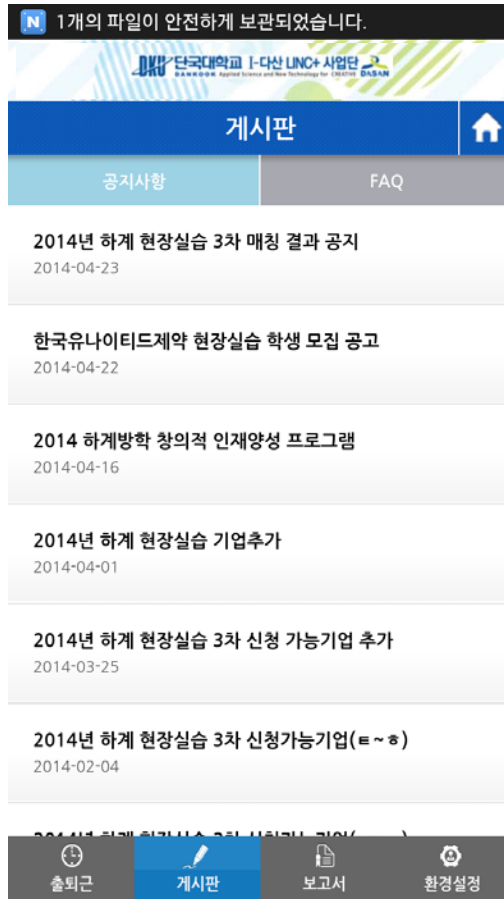 N 1개의 파일이 안전하게 보관되었습니다.
DKU 단국대학교 I-다산 LINC+ 사업단
DANKOOK Applied Science and New Technology for CREATIVE DASAN
게시판
공지사항 FAQ
2014년 하계 현장실습 3차 매칭 결과 공지
2014-04-23
한국유나이티드제약 현장실습 학생 모집 공고
2014-04-22
2014 하계방학 창의적 인재양성 프로그램
2014-04-16
2014년 하계 현장실습 기업추가
2014-04-01
2014년 하계 현장실습 3차 신청 가능기업 추가
2014-03-25
2014년 하계 현장실습 3차 신청가능기업(ㅌ~ㅎ)
2014-02-04
출퇴근 게시판 보고서 환경설정